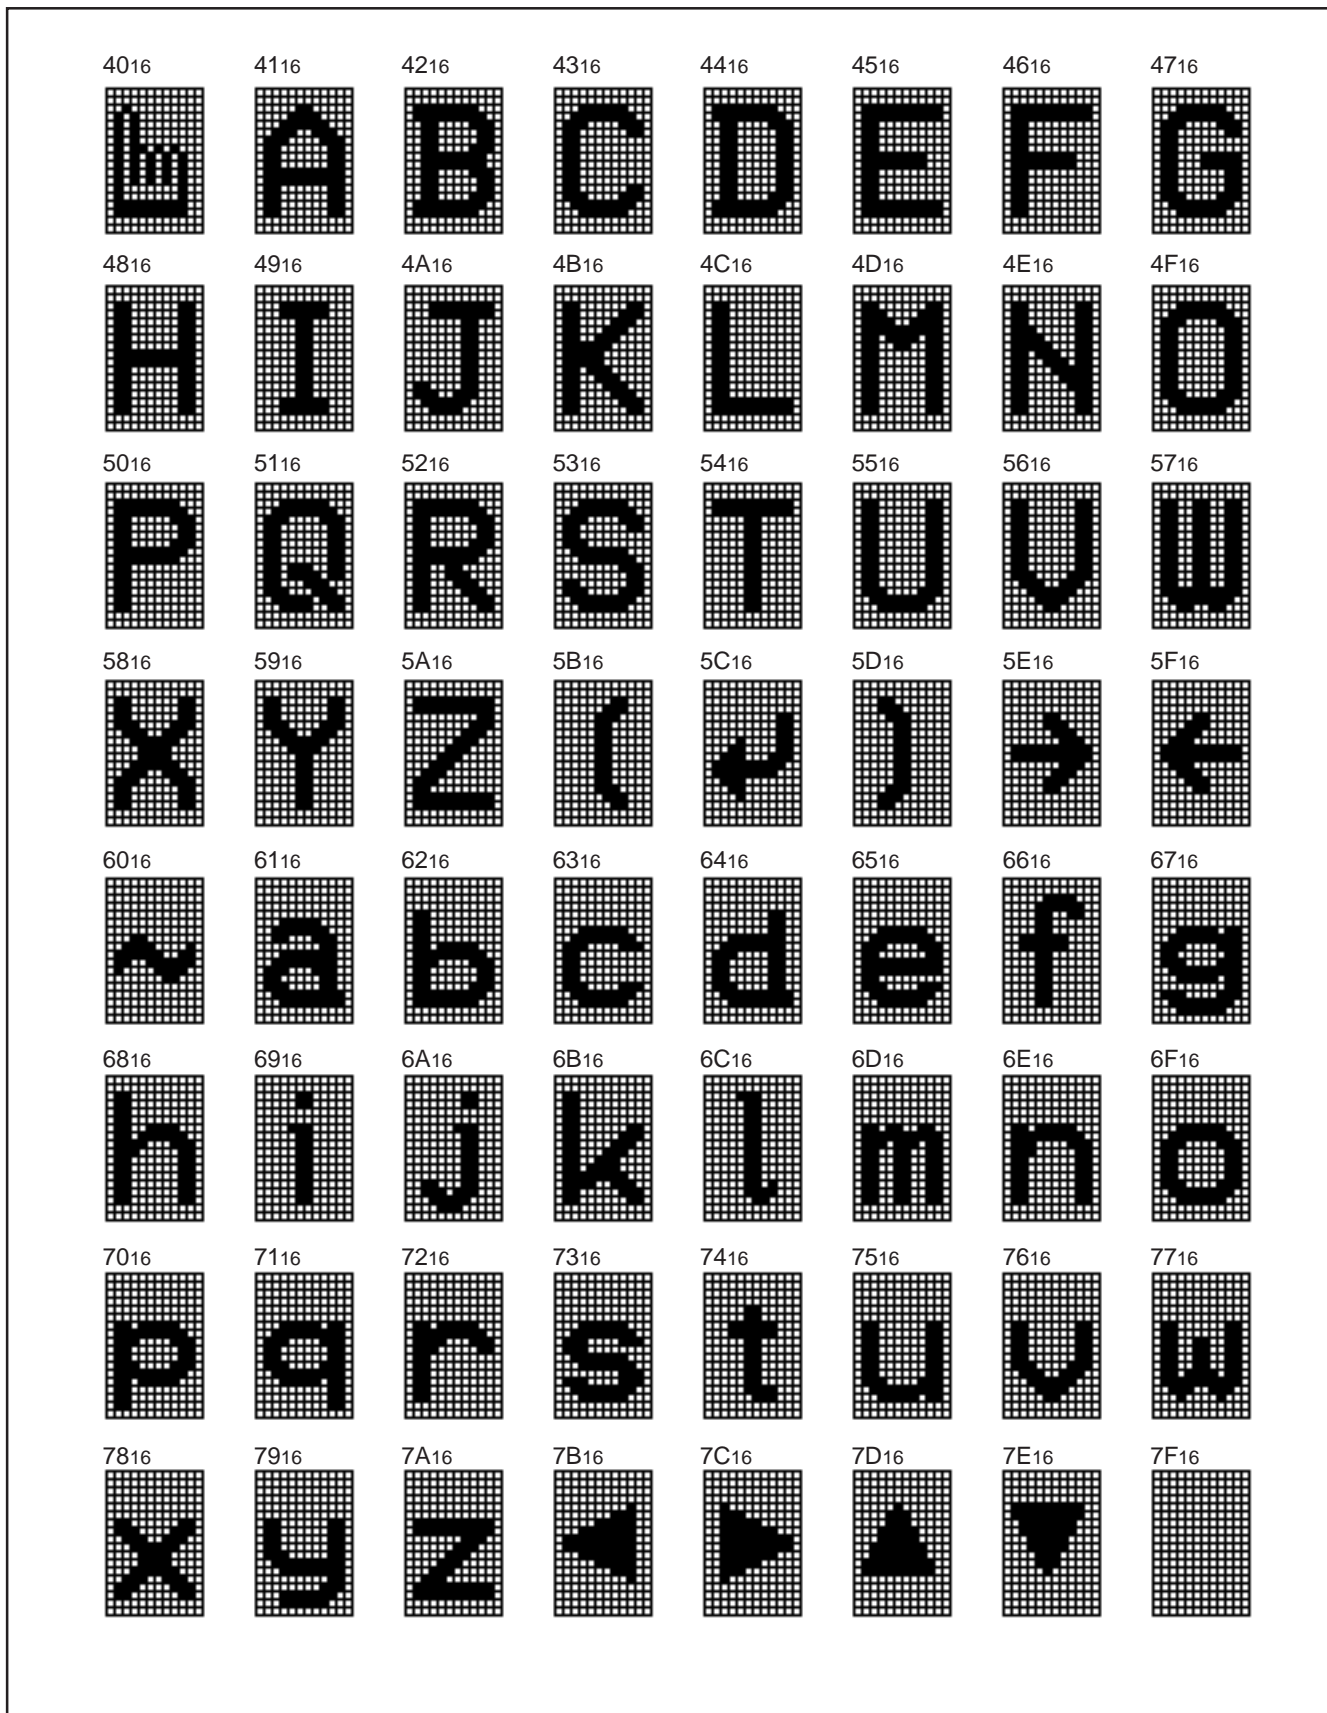 4016 4116 4216 4316 4416 4516 4616 4716
A B C D E F G
4816 4916 4A16 4B16 4C16 4D16 4E16 4F16
H I J K L M N O
5016 5116 5216 5316 5416 5516 5616 5716
P Q R S T U V W
5816 5916 5A16 5B16 5C16 5D16 5E16 5F16
X Y Z ( ↲ ) → ←
6016 6116 6216 6316 6416 6516 6616 6716
~ a b c d e f g
6816 6916 6A16 6B16 6C16 6D16 6E16 6F16
h i j k l m n o
7016 7116 7216 7316 7416 7516 7616 7716
p q r s t u v w
7816 7916 7A16 7B16 7C16 7D16 7E16 7F16
x y z ◀ ▶ ▲ ▼